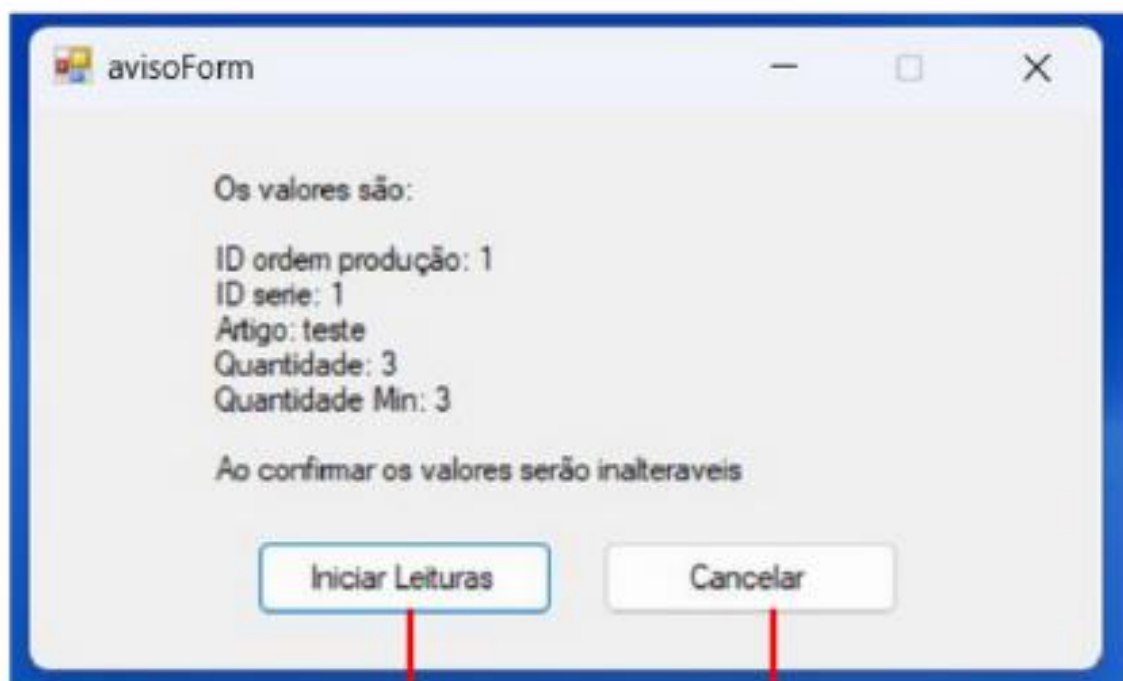 avisoForm
Os valores são:
ID ordem produção: 1
ID serie: 1
Artigo: teste
Quantidade: 3
Quantidade Min: 3
Ao confirmar os valores serão inalteraveis
Iniciar Leituras
Cancelar